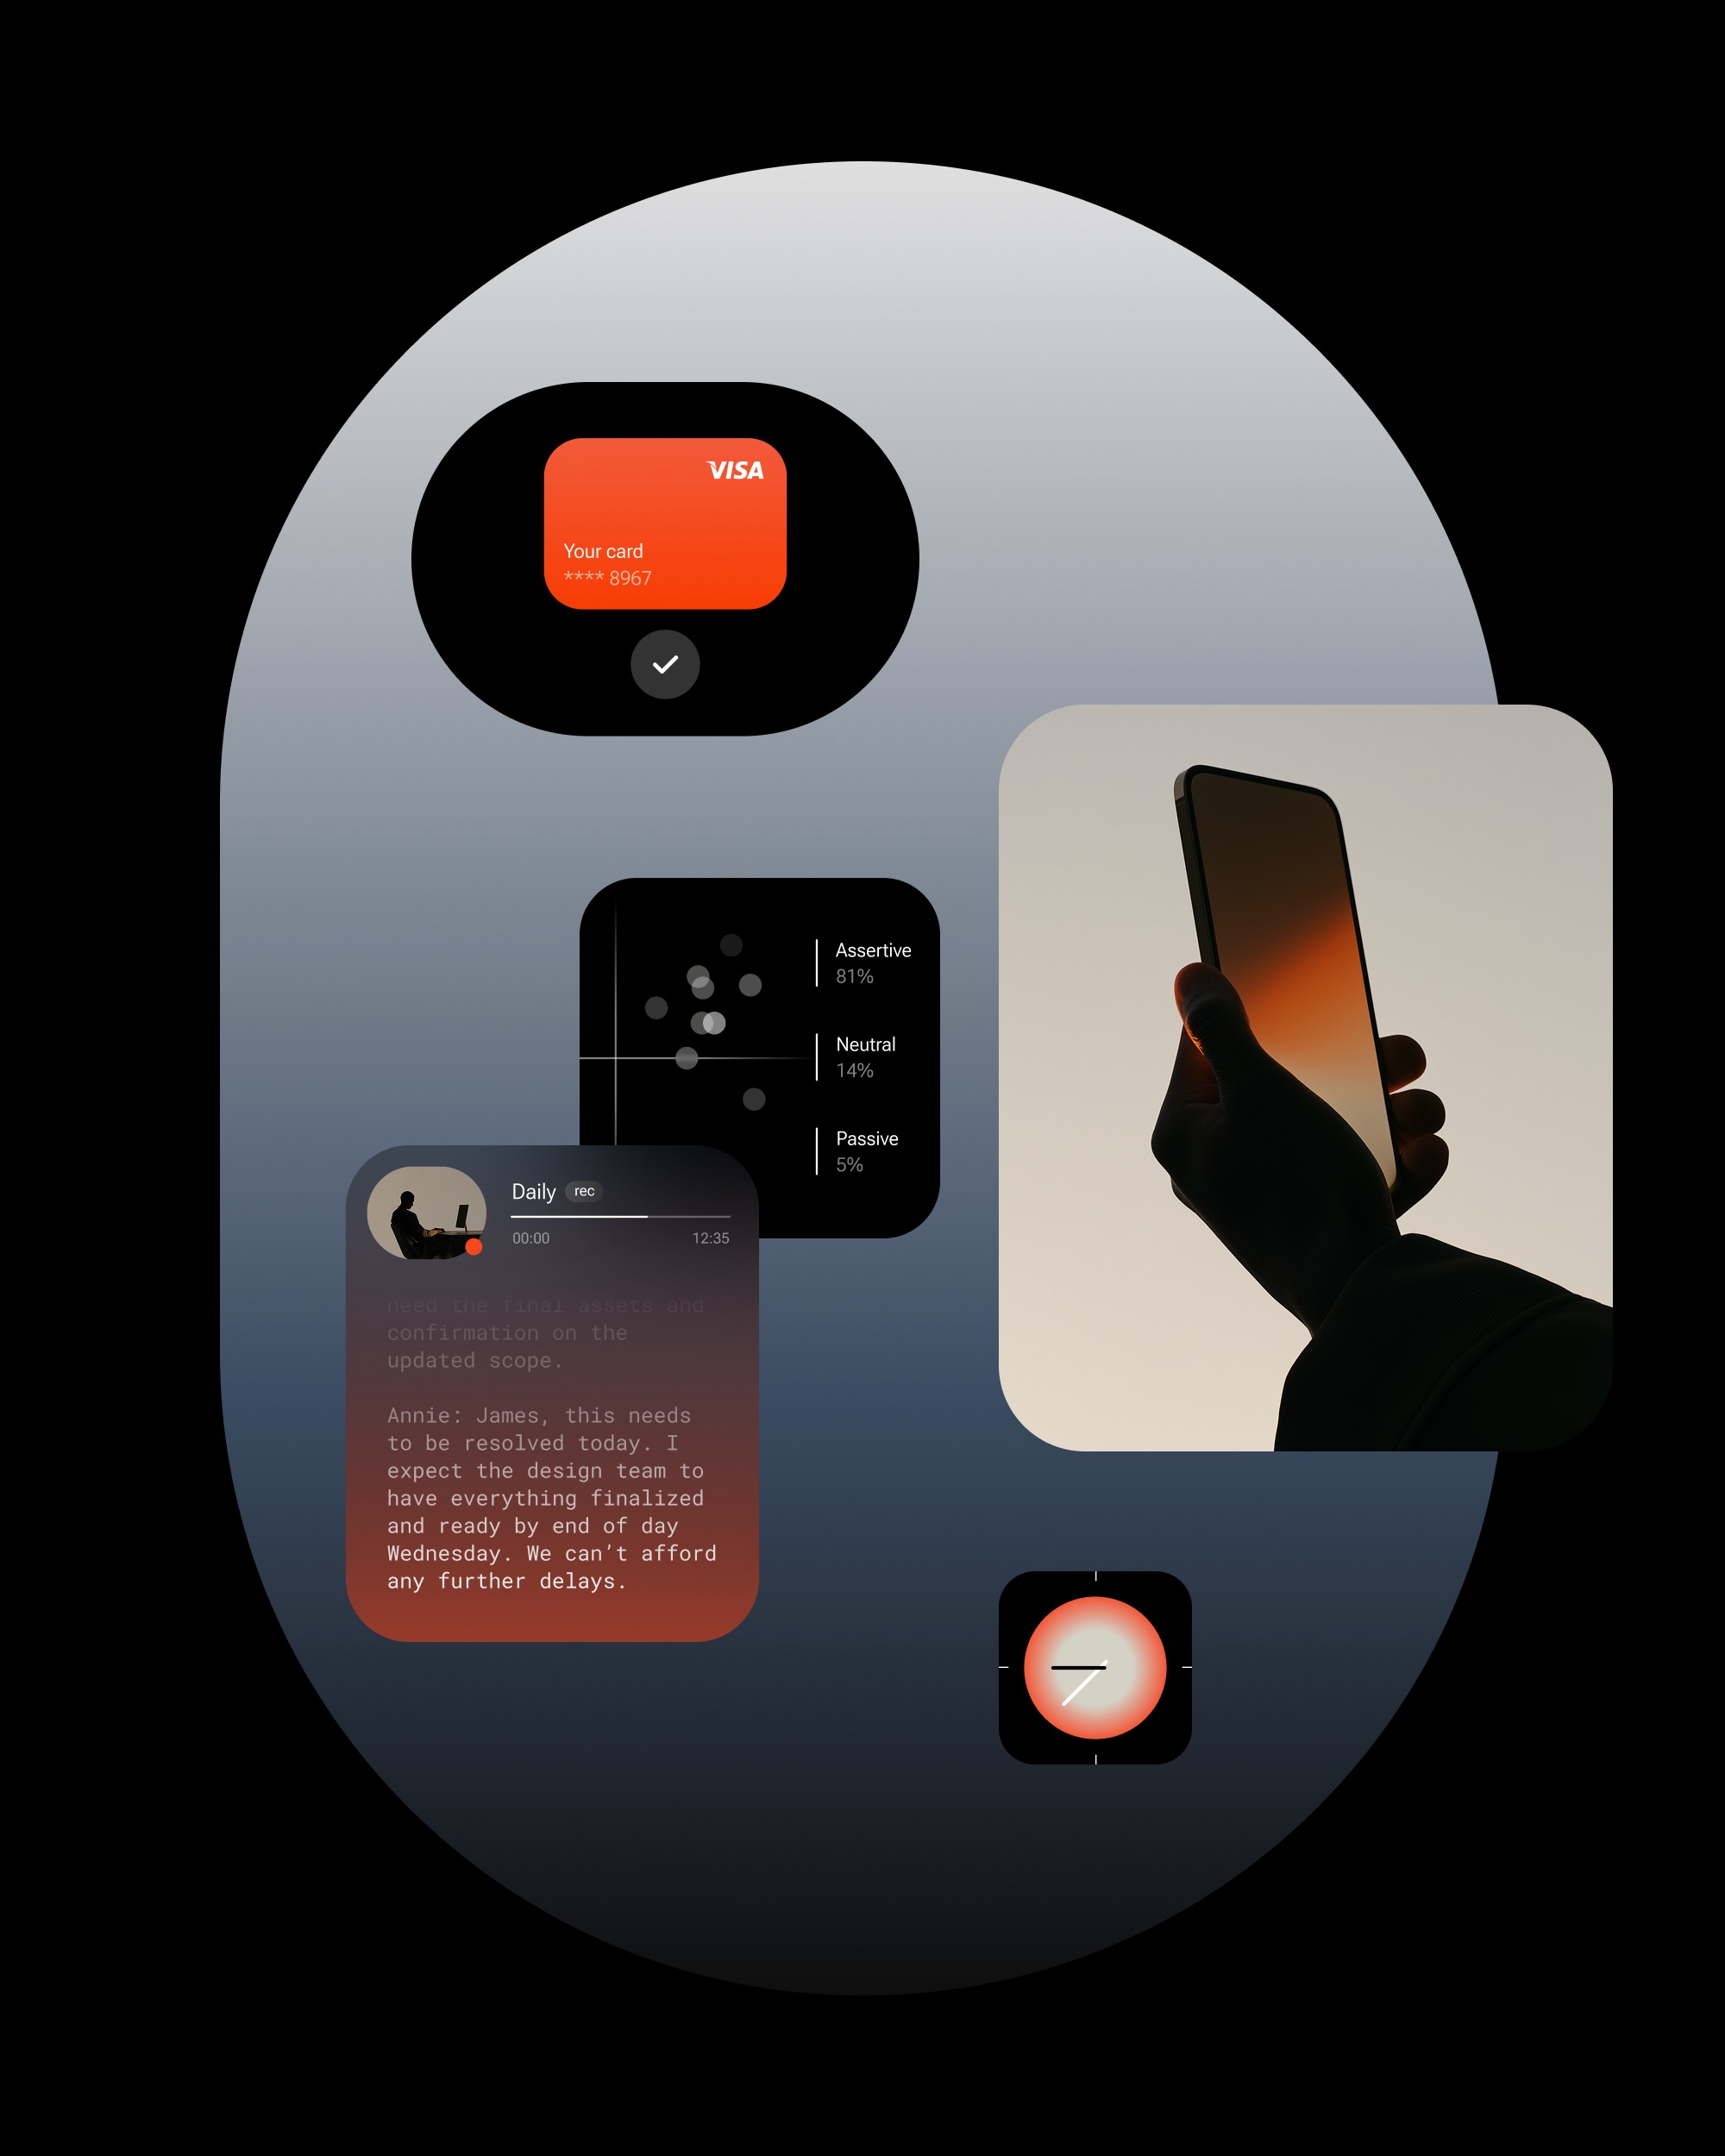 VISA
Your card
**** 8967
Assertive
81%
Neutral
14%
Passive
5%
Daily rec
00:00 12:35
need the final assets and
confirmation on the
updated scope.
Annie: James, this needs
to be resolved today. I
expect the design team to
have everything finalized
and ready by end of day
Wednesday. We can’t afford
any further delays.